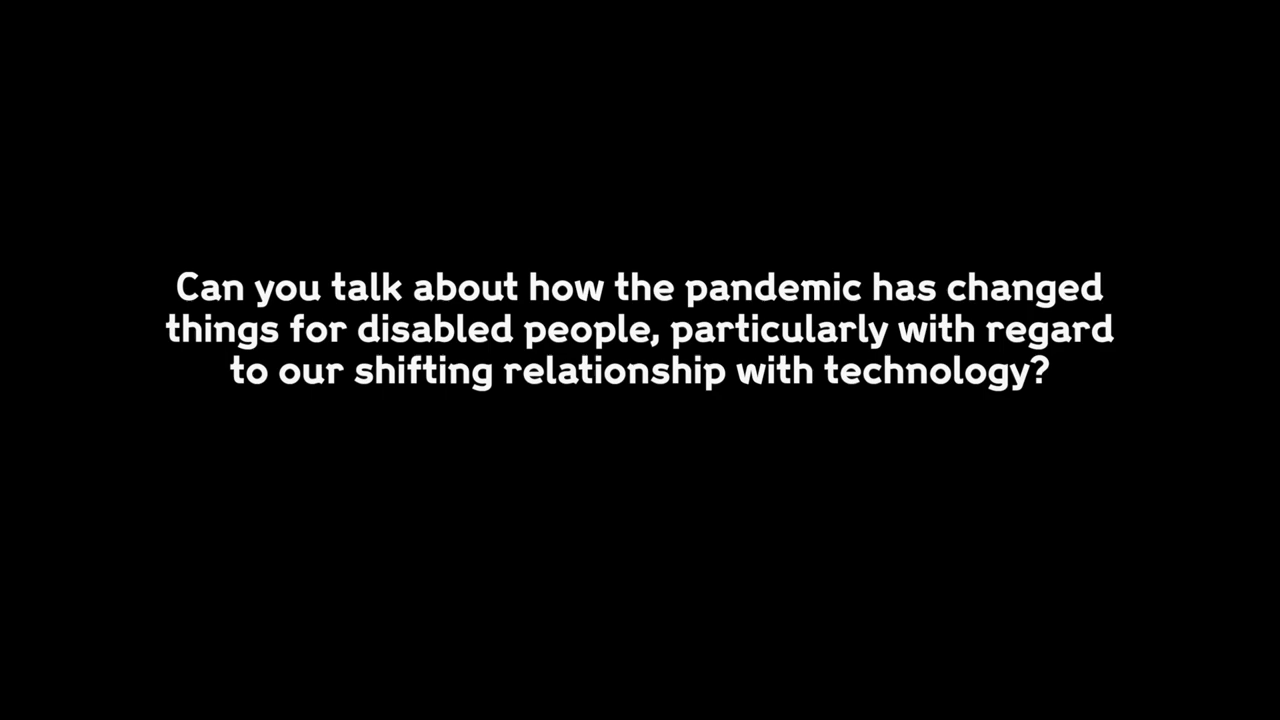 Can you talk about how the pandemic has changed
things for disabled people, particularly with regard
to our shifting relationship with technology?